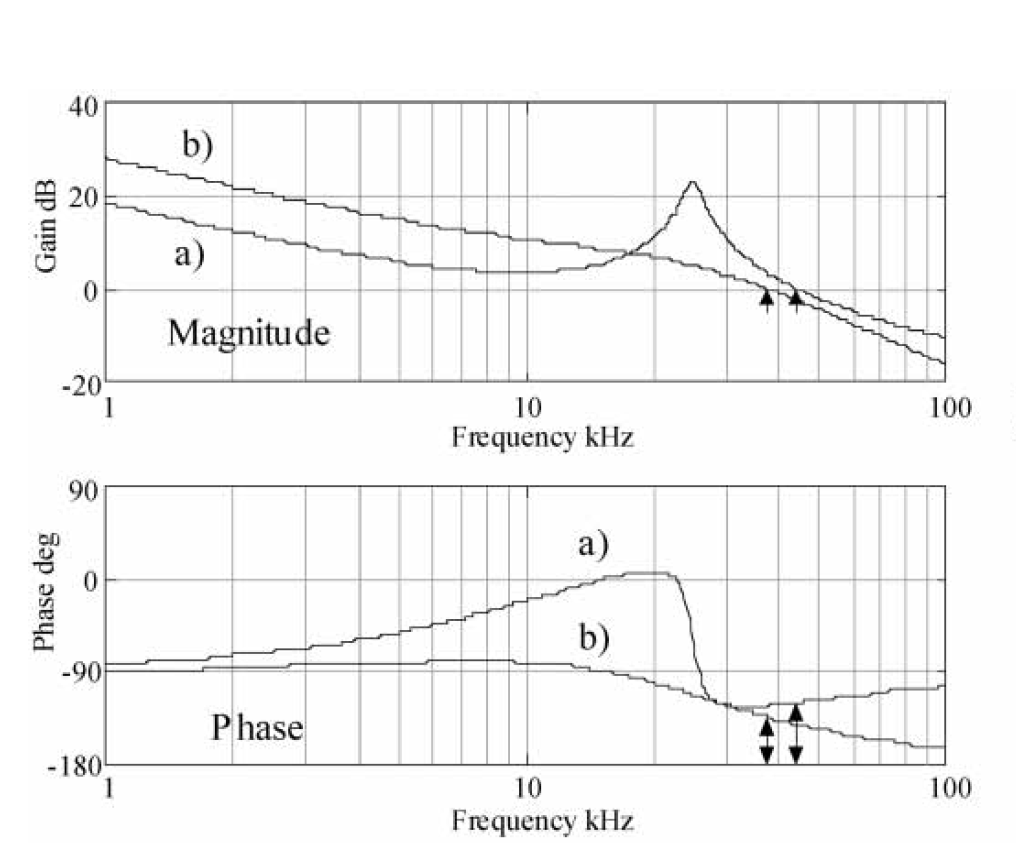 40
b)
20
a)
0
Magnitude
-20
Gain dB
1 10 100
Frequency kHz
90
a)
0
b)
-90
Phase
-180
Phase deg
1 10 100
Frequency kHz